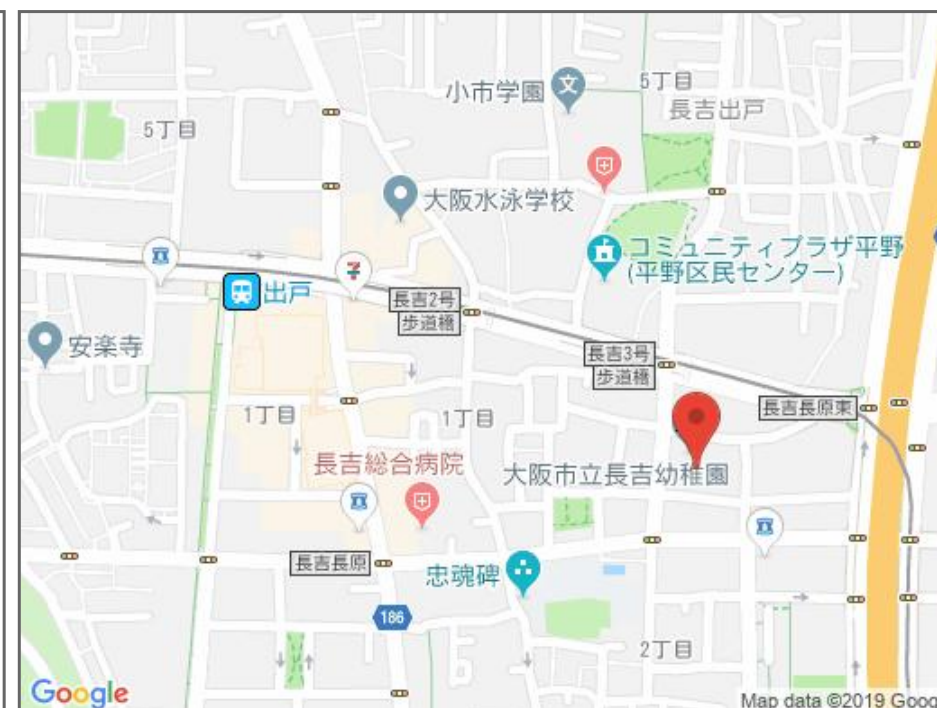 小市学園
文
5丁目
長吉出戸
5丁目
大阪水泳学校
コミュニティプラザ平野
(平野区民センター)
出戸
長吉2号
歩道橋
安楽寺
長吉3号
歩道橋
長吉長原東
1丁目
1丁目
長吉総合病院
大阪市立長吉幼稚園
長吉長原
忠魂碑
186
2丁目
Google
Map data ©2019 Goog